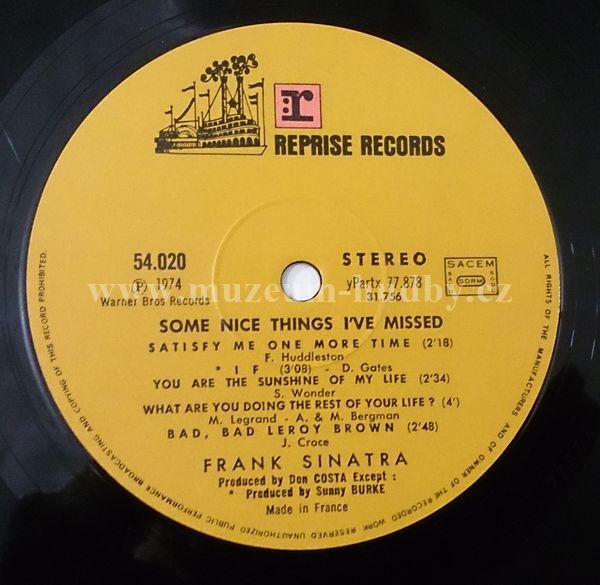 r
REPRISE RECORDS
54.020
Ⓟ 1974
Warner Bros Records
STEREO
yPartx 77.878
31.756
SACEM
SDRM
www.muzeum-hudby.cz
SOME NICE THINGS I'VE MISSED
SATISFY ME ONE MORE TIME (2'18)
F. Huddleston
* IF (3'08) - D. Gates
YOU ARE THE SUNSHINE OF MY LIFE (2'34)
S. Wonder
WHAT ARE YOU DOING THE REST OF YOUR LIFE ? (4')
M. Legrand - A. & M. Bergman
BAD, BAD LEROY BROWN (2'48)
J. Croce
FRANK SINATRA
Produced by Don COSTA Except :
* Produced by Sunny BURKE
Made in France
ALL RIGHTS OF THE MANUFACTURERS AND OF OWNER OF THE RECORDED WORK RESERVED UNAUTHORIZED PUBLIC PERFORMANCE BROADCASTING AND COPYING OF THIS RECORD PROHIBITED.